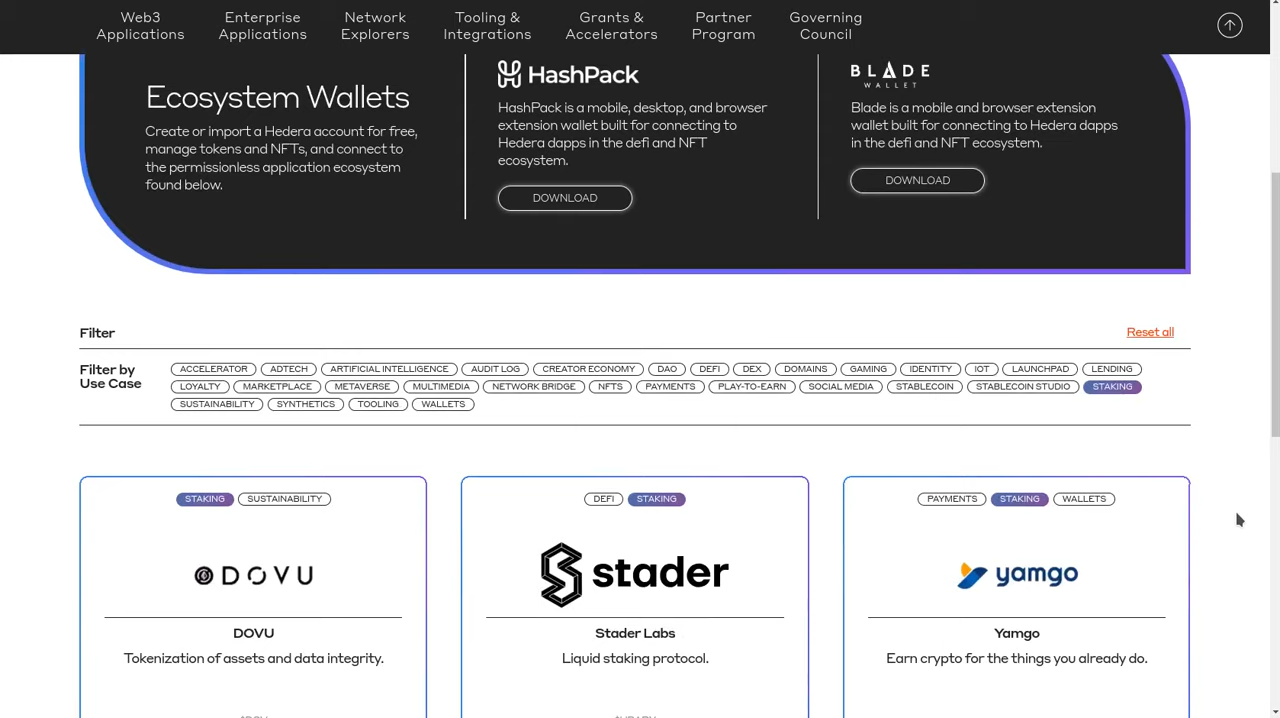 Web3
Applications
Enterprise
Applications
Network
Explorers
Tooling &
Integrations
Grants &
Accelerators
Partner
Program
Governing
Council
Ecosystem Wallets
Create or import a Hedera account for free,
manage tokens and NFTs, and connect to
the permissionless application ecosystem
found below.
HashPack
HashPack is a mobile, desktop, and browser
extension wallet built for connecting to
Hedera dapps in the defi and NFT
ecosystem.
DOWNLOAD
BLADE
WALLET
Blade is a mobile and browser extension
wallet built for connecting to Hedera dapps
in the defi and NFT ecosystem.
DOWNLOAD
Filter
Reset all
Filter by
Use Case
ACCELERATOR ADTECH ARTIFICIAL INTELLIGENCE AUDIT LOG CREATOR ECONOMY DAO DEFI DEX DOMAINS GAMING IDENTITY IOT LAUNCHPAD LENDING
LOYALTY MARKETPLACE METAVERSE MULTIMEDIA NETWORK BRIDGE NFTS PAYMENTS PLAY-TO-EARN SOCIAL MEDIA STABLECOIN STABLECOIN STUDIO STAKING
SUSTAINABILITY SYNTHETICS TOOLING WALLETS
STAKING SUSTAINABILITY
DOVU
DOVU
Tokenization of assets and data integrity.
DEFI STAKING
stader
Stader Labs
Liquid staking protocol.
PAYMENTS STAKING WALLETS
yamgo
Yamgo
Earn crypto for the things you already do.